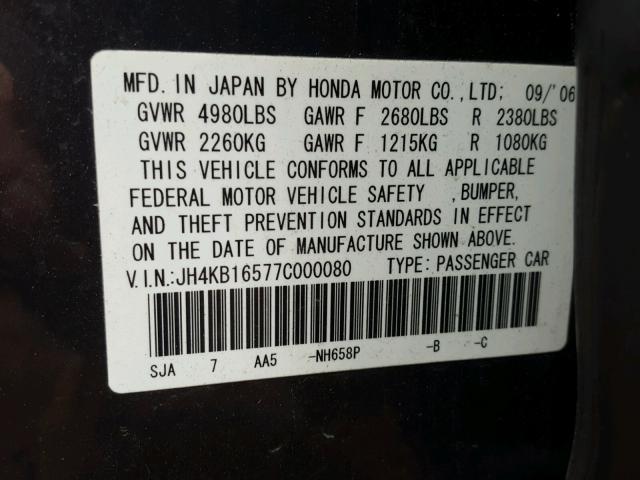 MFD. IN JAPAN BY HONDA MOTOR CO.,LTD; 09/'06
GVWR 4980LBS GAWR F 2680LBS R 2380LBS
GVWR 2260KG GAWR F 1215KG R 1080KG
THIS VEHICLE CONFORMS TO ALL APPLICABLE
FEDERAL MOTOR VEHICLE SAFETY ,BUMPER,
AND THEFT PREVENTION STANDARDS IN EFFECT
ON THE DATE OF MANUFACTURE SHOWN ABOVE.
V.I.N.:JH4KB16577C000080 TYPE: PASSENGER CAR
SJA 7 AA5 -NH658P -B -C